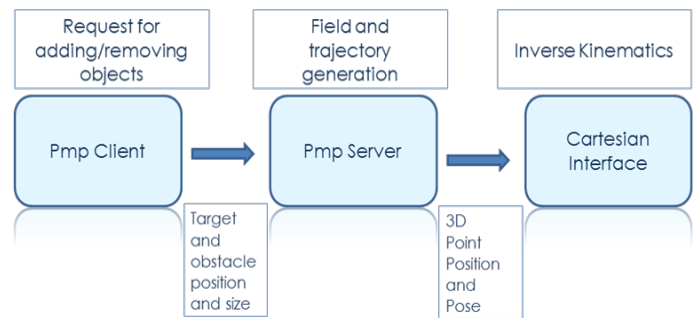 Request for
adding/removing
objects
Field and
trajectory
generation
Inverse Kinematics
Pmp Client
Pmp Server
Cartesian
Interface
Target
and
obstacle
position
and size
3D
Point
Position
and
Pose